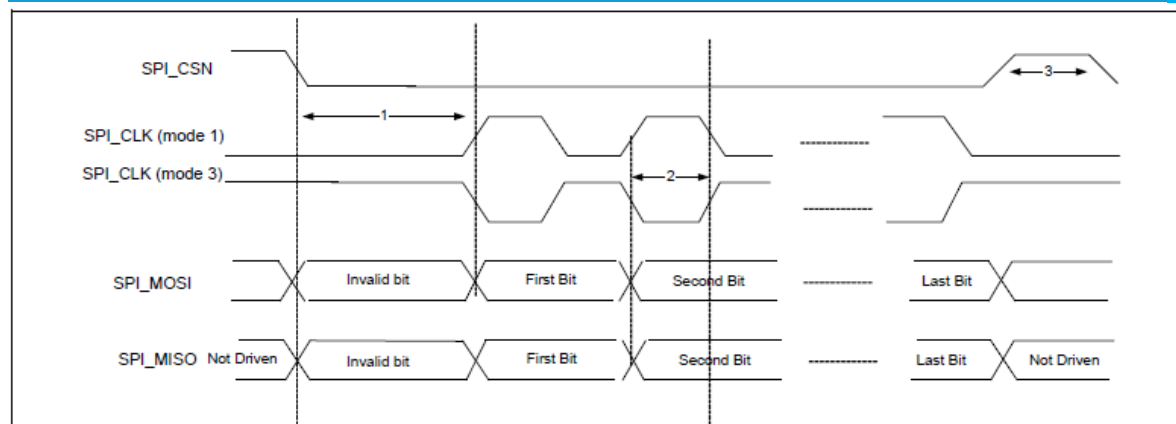 SPI_CSN
3
1
SPI_CLK (mode 1)
SPI_CLK (mode 3)
2
SPI_MOSI Invalid bit First Bit Second Bit Last Bit
SPI_MISO Not Driven Invalid bit First Bit Second Bit Last Bit Not Driven